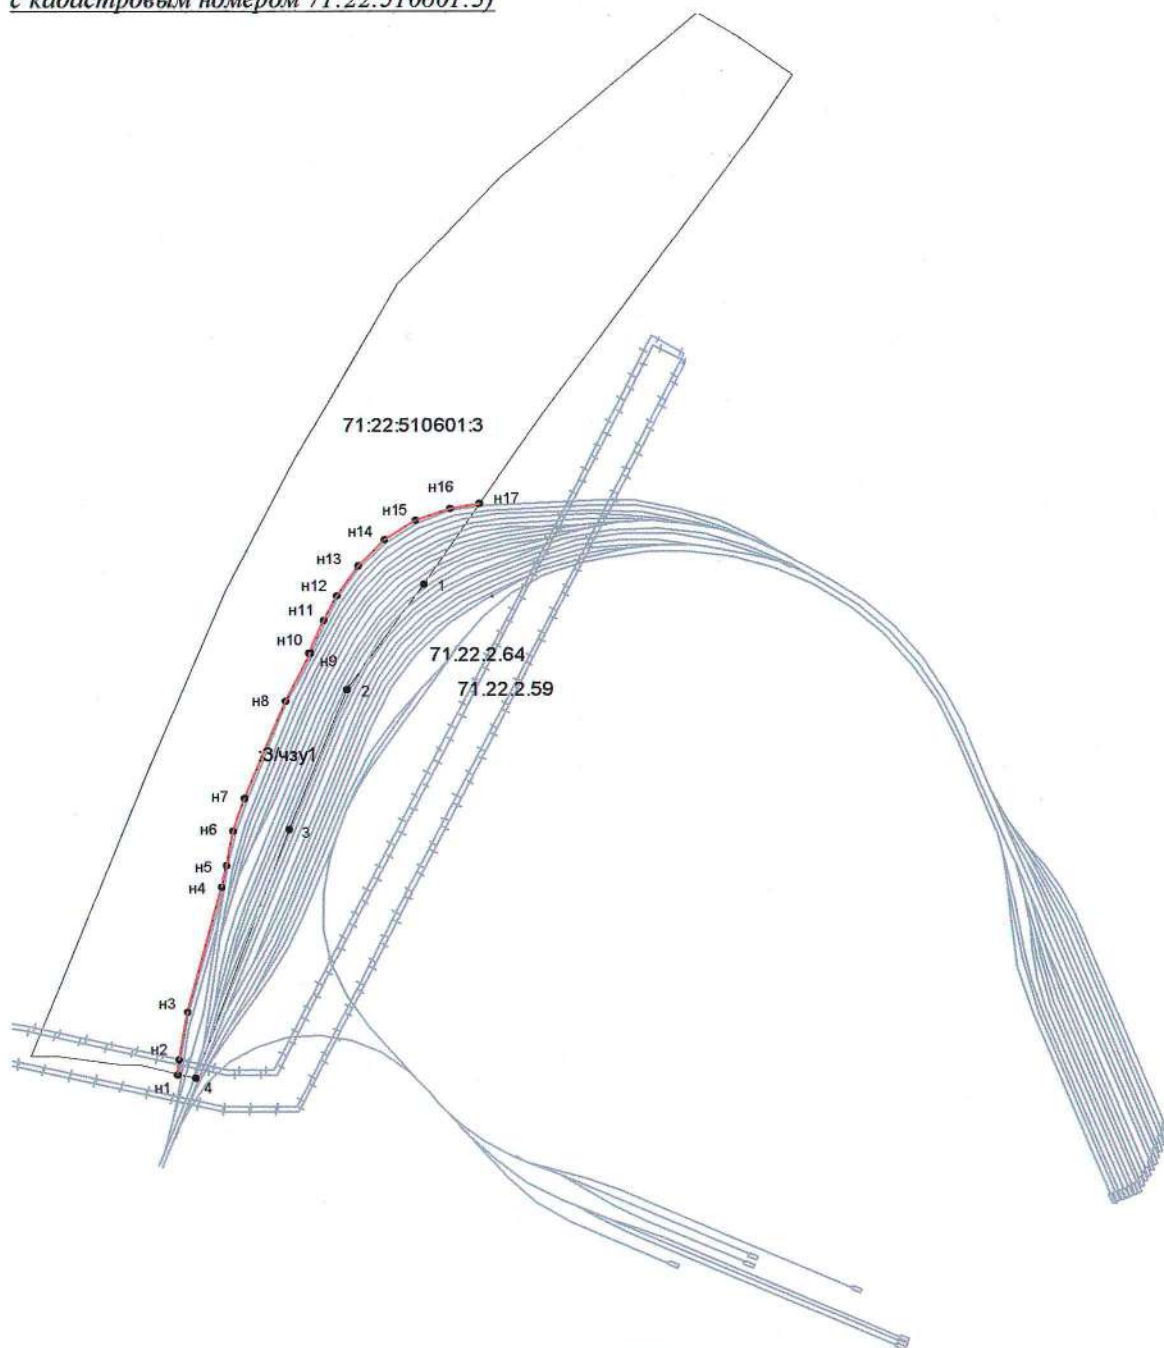 с кадастровым номером 71:22:510601:3)
71:22:510601:3
н16
н17
н15
н14
н13
1
н12
н11
н10
71.22.2.64
н9
71.22.2.59
2
н8
:3/чзу1
н7
н6
3
н5
н4
н3
н2
н1
4